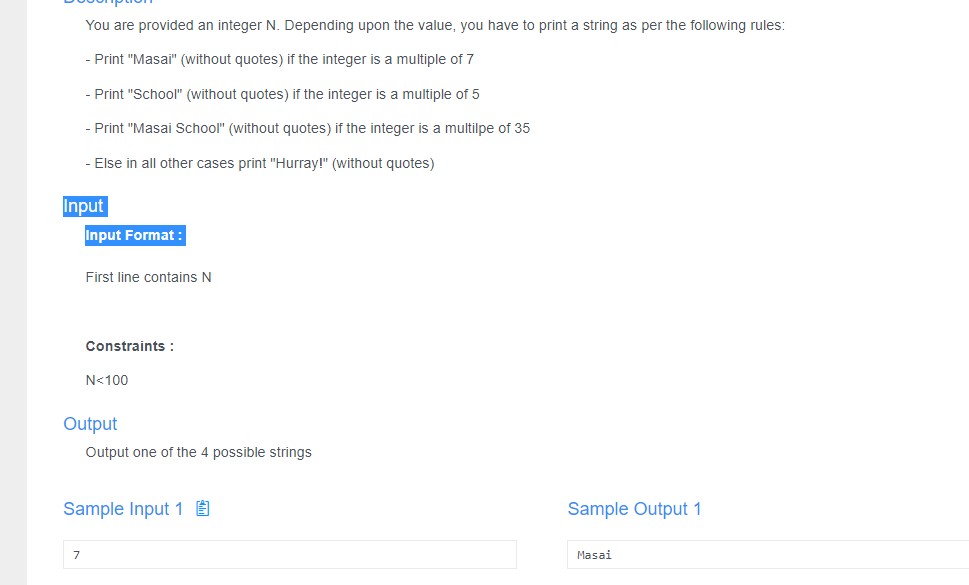 Description
You are provided an integer N. Depending upon the value, you have to print a string as per the following rules:
- Print "Masai" (without quotes) if the integer is a multiple of 7
- Print "School" (without quotes) if the integer is a multiple of 5
- Print "Masai School" (without quotes) if the integer is a multilpe of 35
- Else in all other cases print "Hurray!" (without quotes)
Input
Input Format :
First line contains N
Constraints :
N<100
Output
Output one of the 4 possible strings
Sample Input 1
Sample Output 1
7
Masai